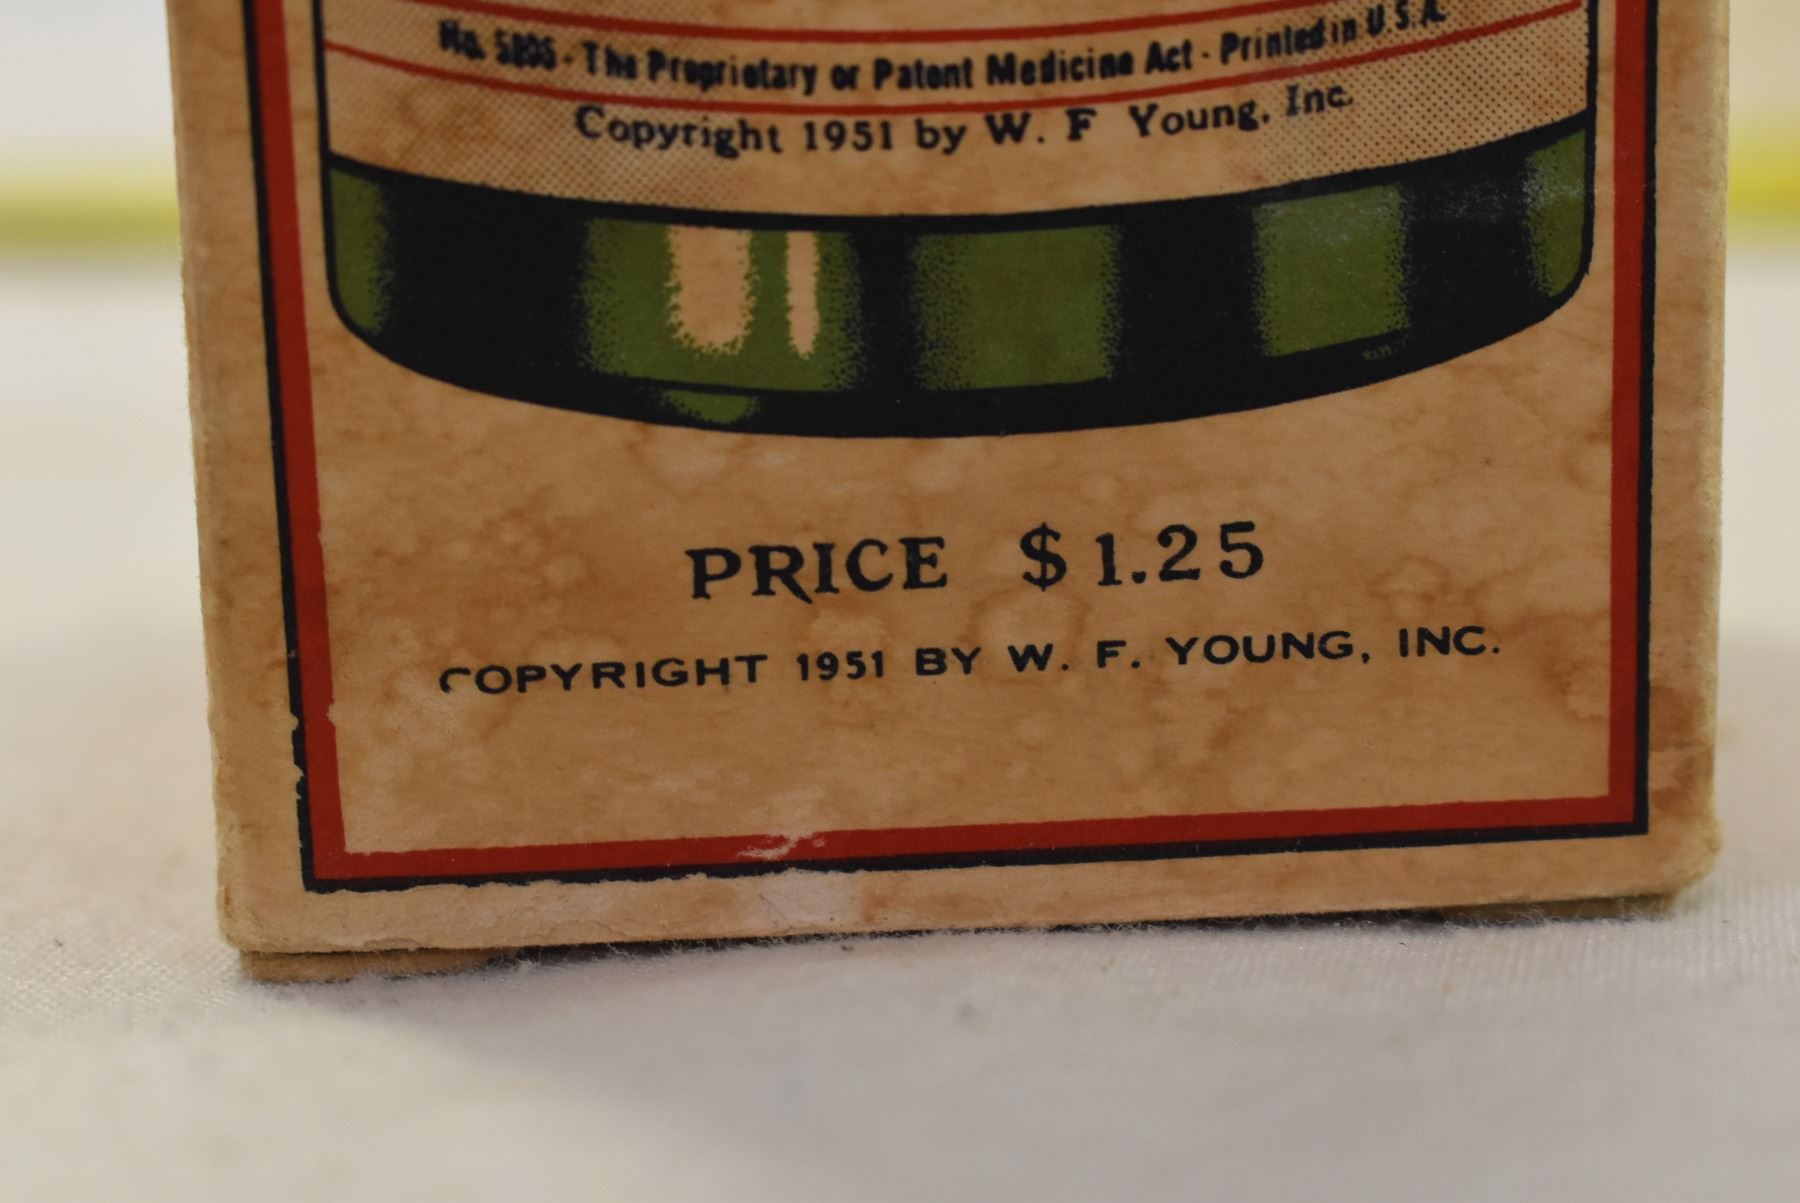 No. 5895 - The Proprietary or Patent Medicine Act - Printed in U.S.A.
Copyright 1951 by W. F Young, Inc.
PRICE $1.25
COPYRIGHT 1951 BY W. F. YOUNG, INC.